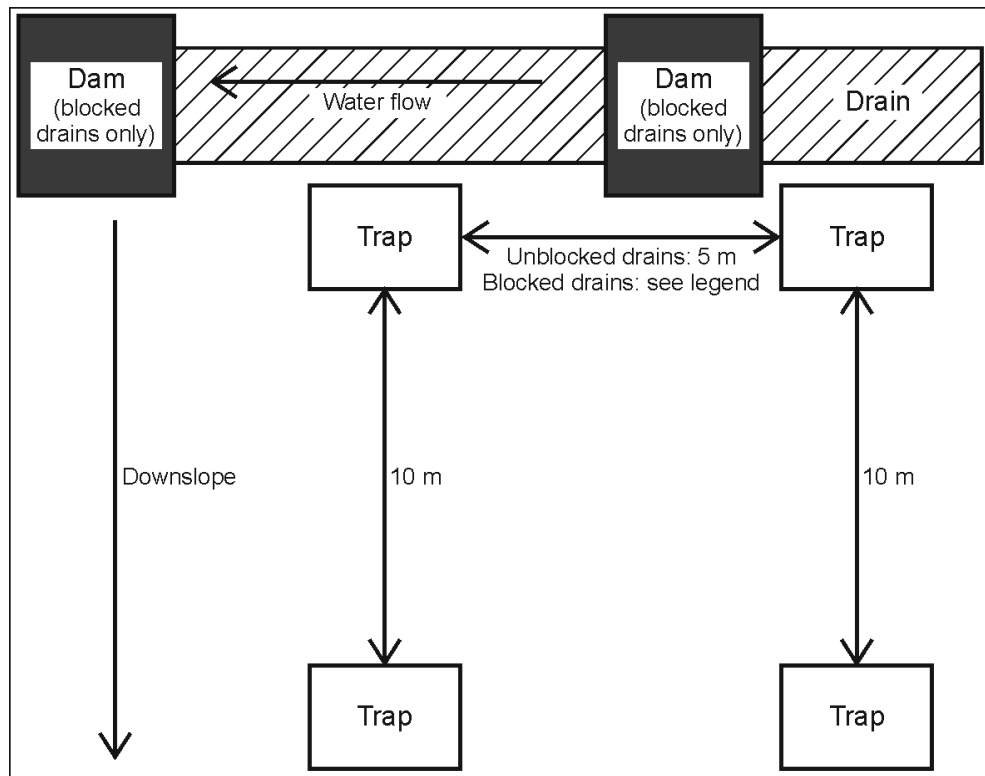 Dam
(blocked
drains only)
Water flow
Dam
(blocked
drains only)
Drain
Trap
Unblocked drains: 5 m
Blocked drains: see legend
Trap
Downslope
10 m
10 m
Trap
Trap